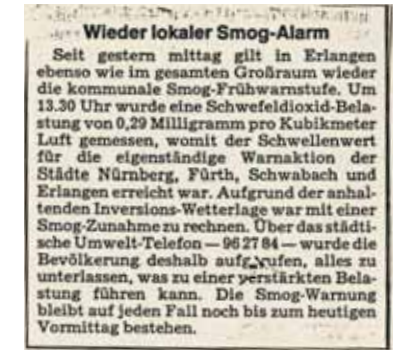 Wieder lokaler Smog-Alarm
Seit gestern mittag gilt in Erlangen
ebenso wie im gesamten Großraum wieder
die kommunale Smog-Frühwarnstufe. Um
13.30 Uhr wurde eine Schwefeldioxid-Bela-
stung von 0,29 Milligramm pro Kubikmeter
Luft gemessen, womit der Schwellenwert
für die eigenständige Warnaktion der
Städte Nürnberg, Fürth, Schwabach und
Erlangen erreicht war. Aufgrund der anhal-
tenden Inversions-Wetterlage war mit einer
Smog-Zunahme zu rechnen. Über das städti-
sche Umwelt-Telefon — 96 27 84 — wurde die
Bevölkerung deshalb aufgerufen, alles zu
unterlassen, was zu einer verstärkten Bela-
stung führen kann. Die Smog-Warnung
bleibt auf jeden Fall noch bis zum heutigen
Vormittag bestehen.